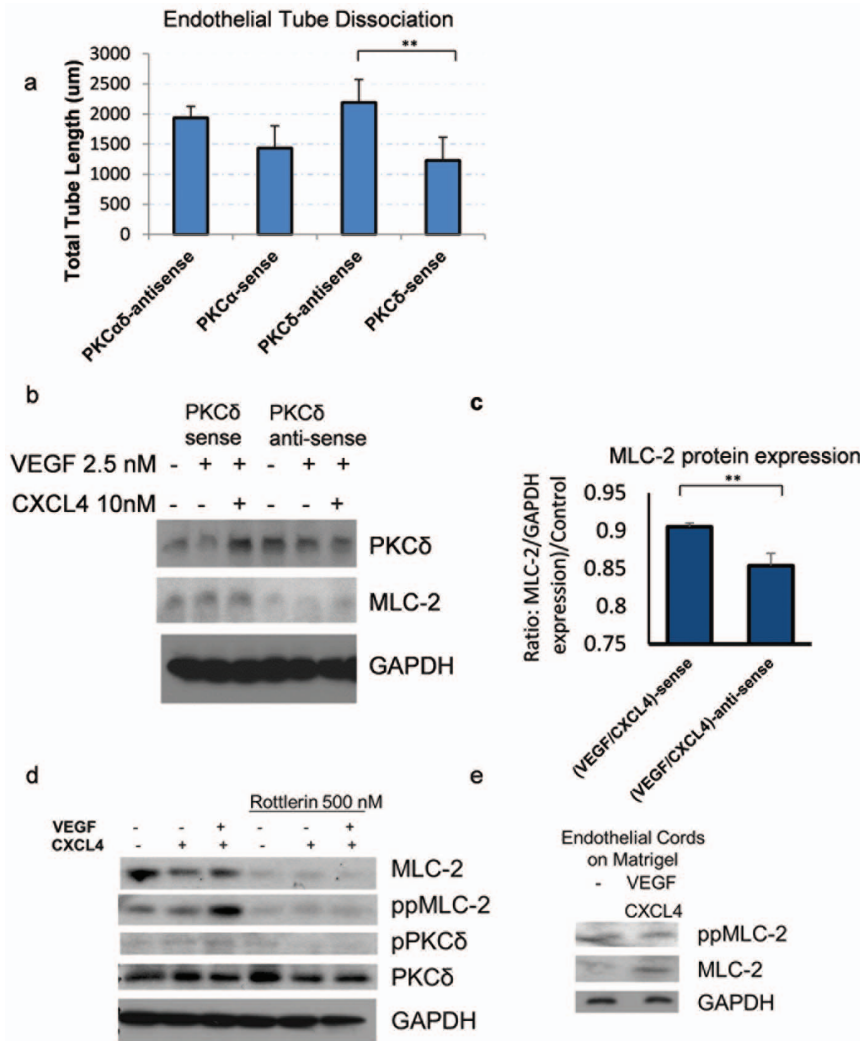 Endothelial Tube Dissociation
a
**
Total Tube Length (um)
3000
2500
2000
1500
1000
500
0
PKCαδ-antisense
PKCα-sense
PKCδ-antisense
PKCδ-sense
b
PKCδ sense
PKCδ anti-sense
VEGF 2.5 nM - + + - + +
CXCL4 10nM - - + - - +
PKCδ
MLC-2
GAPDH
c
MLC-2 protein expression
**
Ratio: MLC-2/GAPDH
expression)/Control
0.95
0.9
0.85
0.8
0.75
(VEGF/CXCL4)-sense
(VEGF/CXCL4)-anti-sense
d
Rottlerin 500 nM
VEGF - - + - +
CXCL4 - + + - + +
MLC-2
ppMLC-2
pPKCδ
PKCδ
GAPDH
e
Endothelial Cords
on Matrigel
- VEGF
CXCL4
ppMLC-2
MLC-2
GAPDH